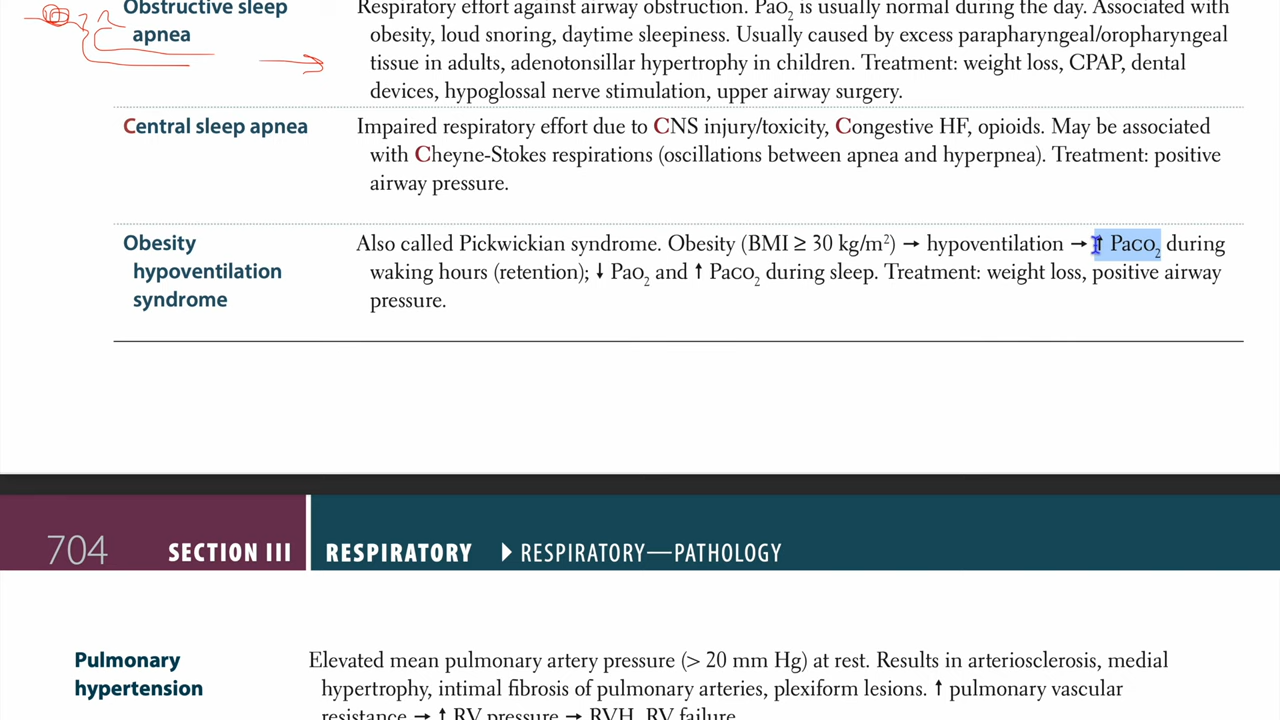 Obstructive sleep
apnea
Respiratory effort against airway obstruction. PaO₂ is usually normal during the day. Associated with
obesity, loud snoring, daytime sleepiness. Usually caused by excess parapharyngeal/oropharyngeal
tissue in adults, adenotonsillar hypertrophy in children. Treatment: weight loss, CPAP, dental
devices, hypoglossal nerve stimulation, upper airway surgery.
Central sleep apnea
Impaired respiratory effort due to CNS injury/toxicity, Congestive HF, opioids. May be associated
with Cheyne-Stokes respirations (oscillations between apnea and hyperpnea). Treatment: positive
airway pressure.
Obesity
hypoventilation
syndrome
Also called Pickwickian syndrome. Obesity (BMI ≥ 30 kg/m²) → hypoventilation → ↑ PaCO₂ during
waking hours (retention); ↓ PaO₂ and ↑ PaCO₂ during sleep. Treatment: weight loss, positive airway
pressure.
704 SECTION III RESPIRATORY ▶ RESPIRATORY—PATHOLOGY
Pulmonary
hypertension
Elevated mean pulmonary artery pressure (> 20 mm Hg) at rest. Results in arteriosclerosis, medial
hypertrophy, intimal fibrosis of pulmonary arteries, plexiform lesions. ↑ pulmonary vascular
resistance → ↑ RV pressure → RVH, RV failure.